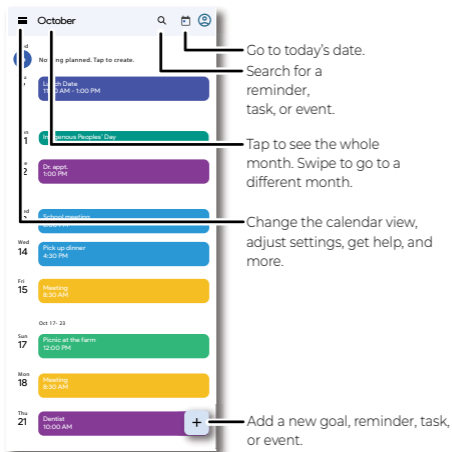 October
Go to today's date.
Search for a
reminder,
task, or event.
Nothing planned. Tap to create.
Lunch Date
AM - 1:00 PM
Indigenous Peoples' Day
Tap to see the whole
month. Swipe to go to a
different month.
Dr. appt.
1:00 PM
School meeting
Change the calendar view,
adjust settings, get help, and
more.
Wed
14
Pick up dinner
4:30 PM
Fri
15
Meeting
8:30 AM
Oct 17- 23
Sun
17
Picnic at the farm
12:00 PM
Mon
18
Meeting
8:30 AM
Thu
21
Dentist
10:00 AM
+
Add a new goal, reminder, task,
or event.